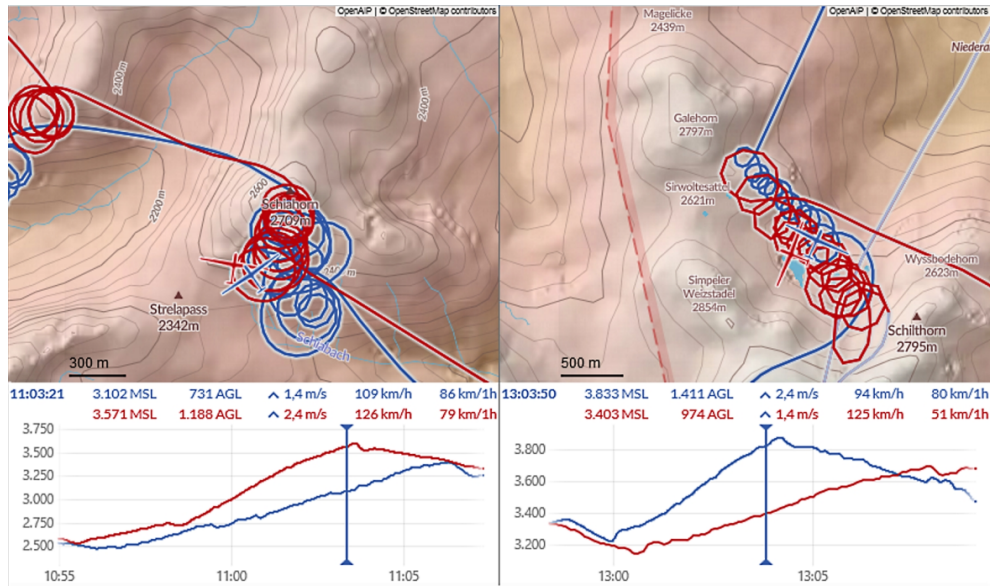 OpenAIP | © OpenStreetMap contributors
2400 m
2400 m
2600
Schiahorn
2709m
2200 m
Strelapass
2342m
Schiabach
300 m
11:03:21 3.102 MSL 731 AGL 1,4 m/s 109 km/h 86 km/1h
3.571 MSL 1.188 AGL 2,4 m/s 126 km/h 79 km/1h
3.750
3.500
3.250
3.000
2.750
2.500
10:55 11:00 11:05
OpenAIP | © OpenStreetMap contributors
Magelicke
2439m
Niedera
Galehorn
2797m
Sirwoltesattel
2621m
Wyssbodehorn
2623m
Simpeler
Weizstadel
2854m
Schilthorn
2795m
500 m
13:03:50 3.833 MSL 1.411 AGL 2,4 m/s 94 km/h 80 km/1h
3.403 MSL 974 AGL 1,4 m/s 125 km/h 51 km/1h
3.800
3.600
3.400
3.200
13:00 13:05